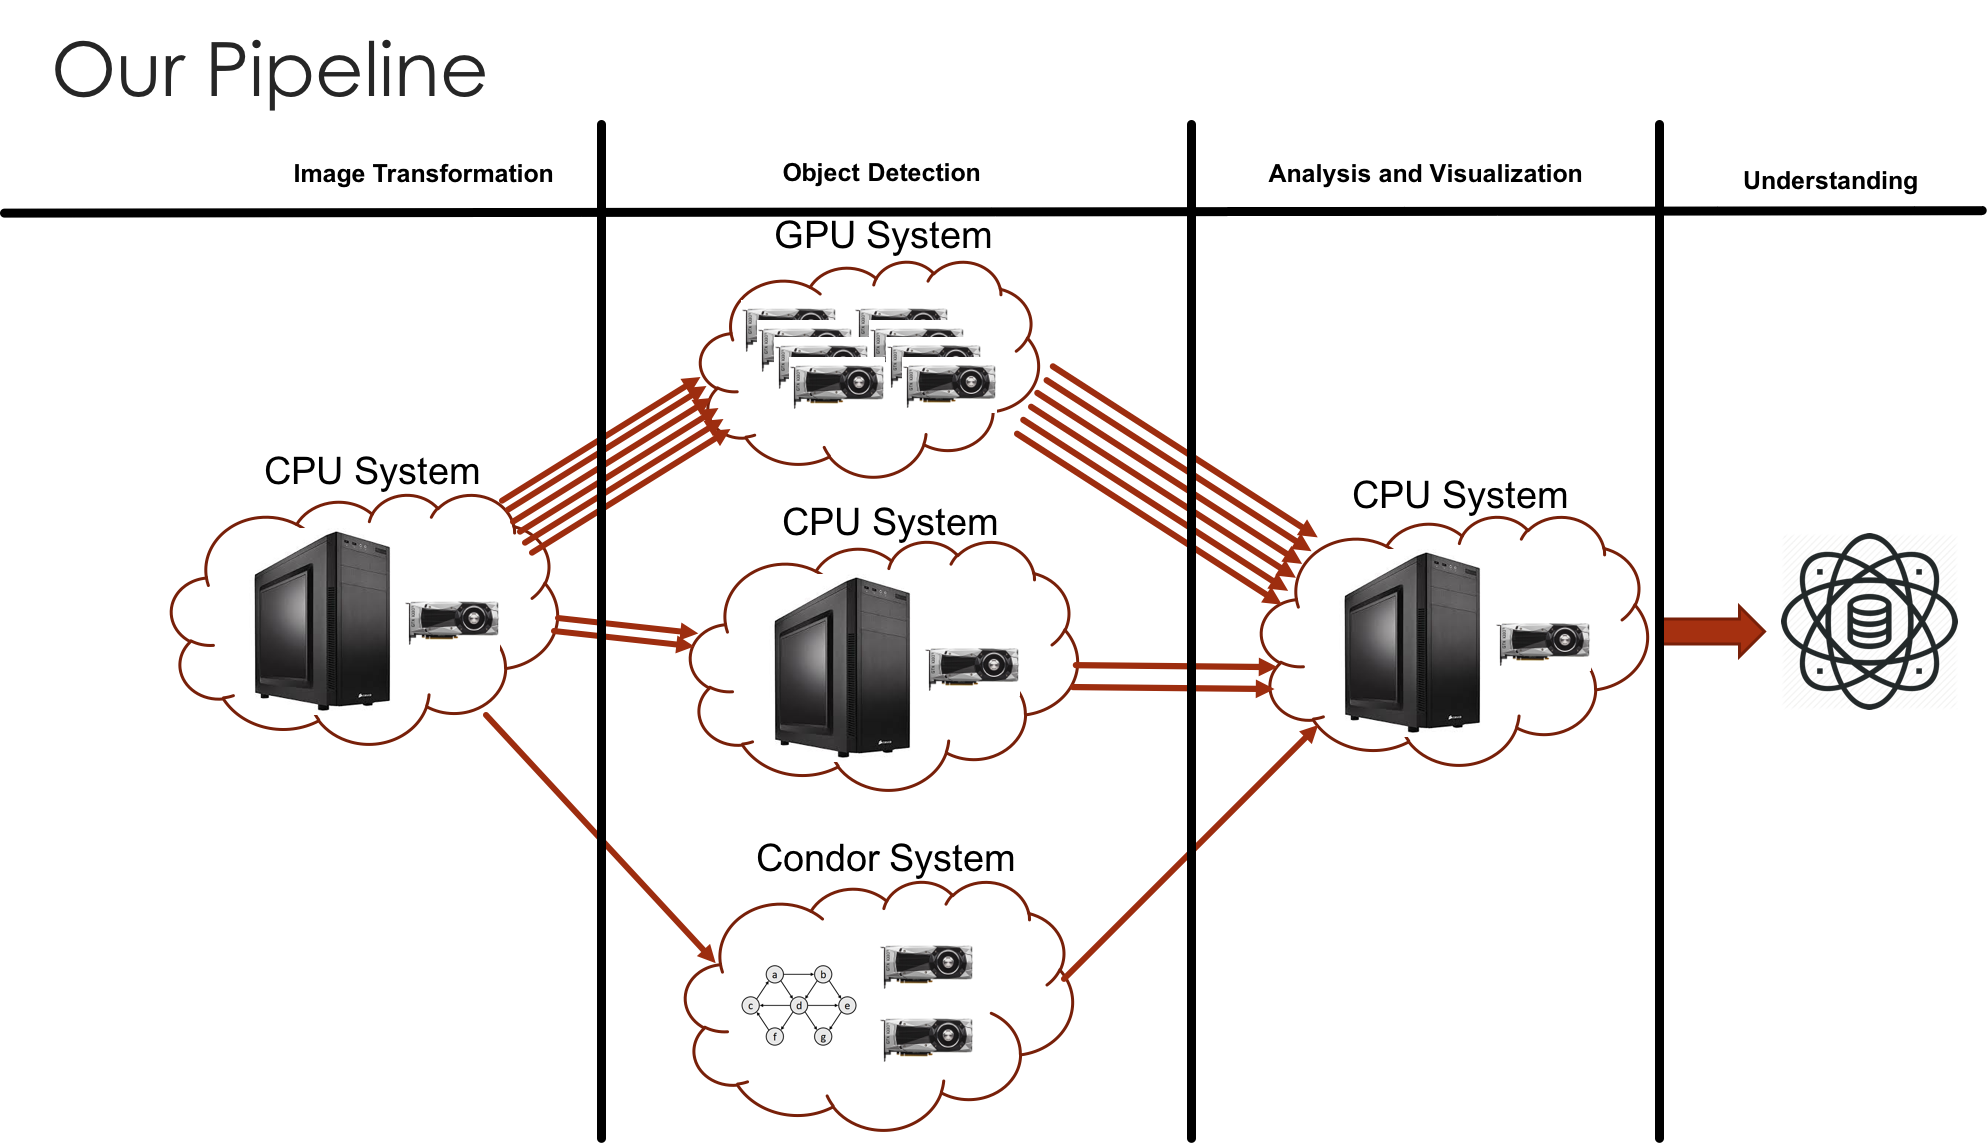 Our Pipeline
Image Transformation
Object Detection
Analysis and Visualization
Understanding
GPU System
CPU System
CPU System
CPU System
Condor System
a b
c d e
f g